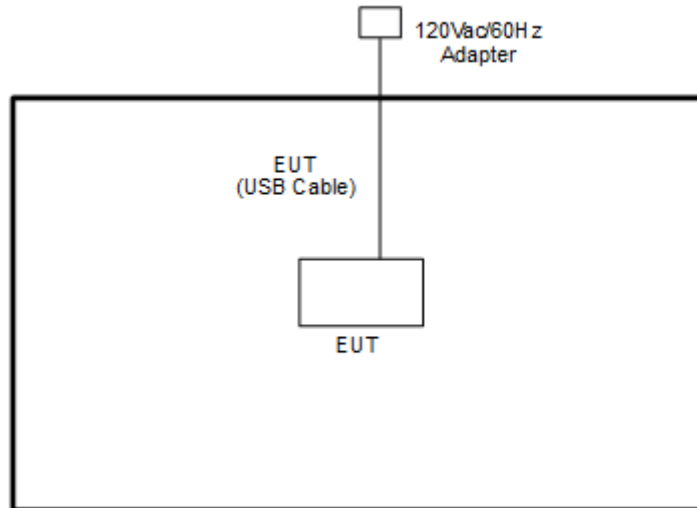 120Vac/60Hz
Adapter
EUT
(USB Cable)
EUT